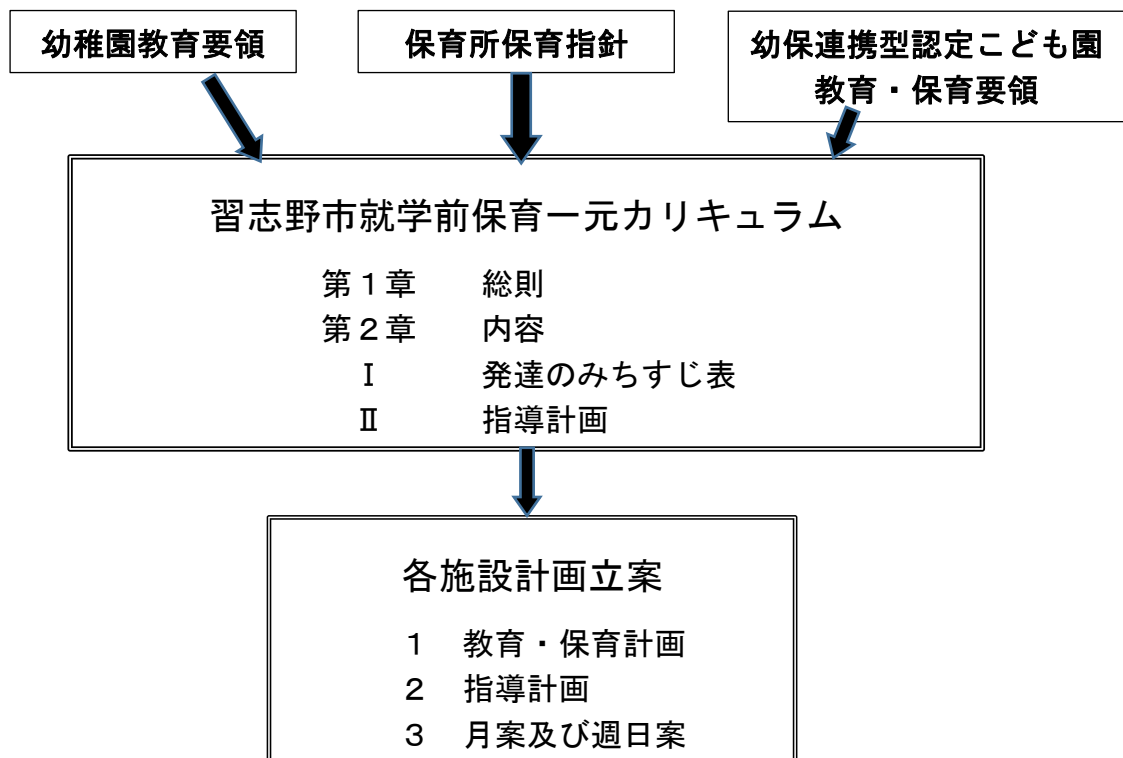 幼稚園教育要領
保育所保育指針
幼保連携型認定こども園
教育・保育要領
習志野市就学前保育一元カリキュラム
第１章 総則
第２章 内容
Ⅰ 発達のみちすじ表
Ⅱ 指導計画
各施設計画立案
１ 教育・保育計画
２ 指導計画
３ 月案及び週日案